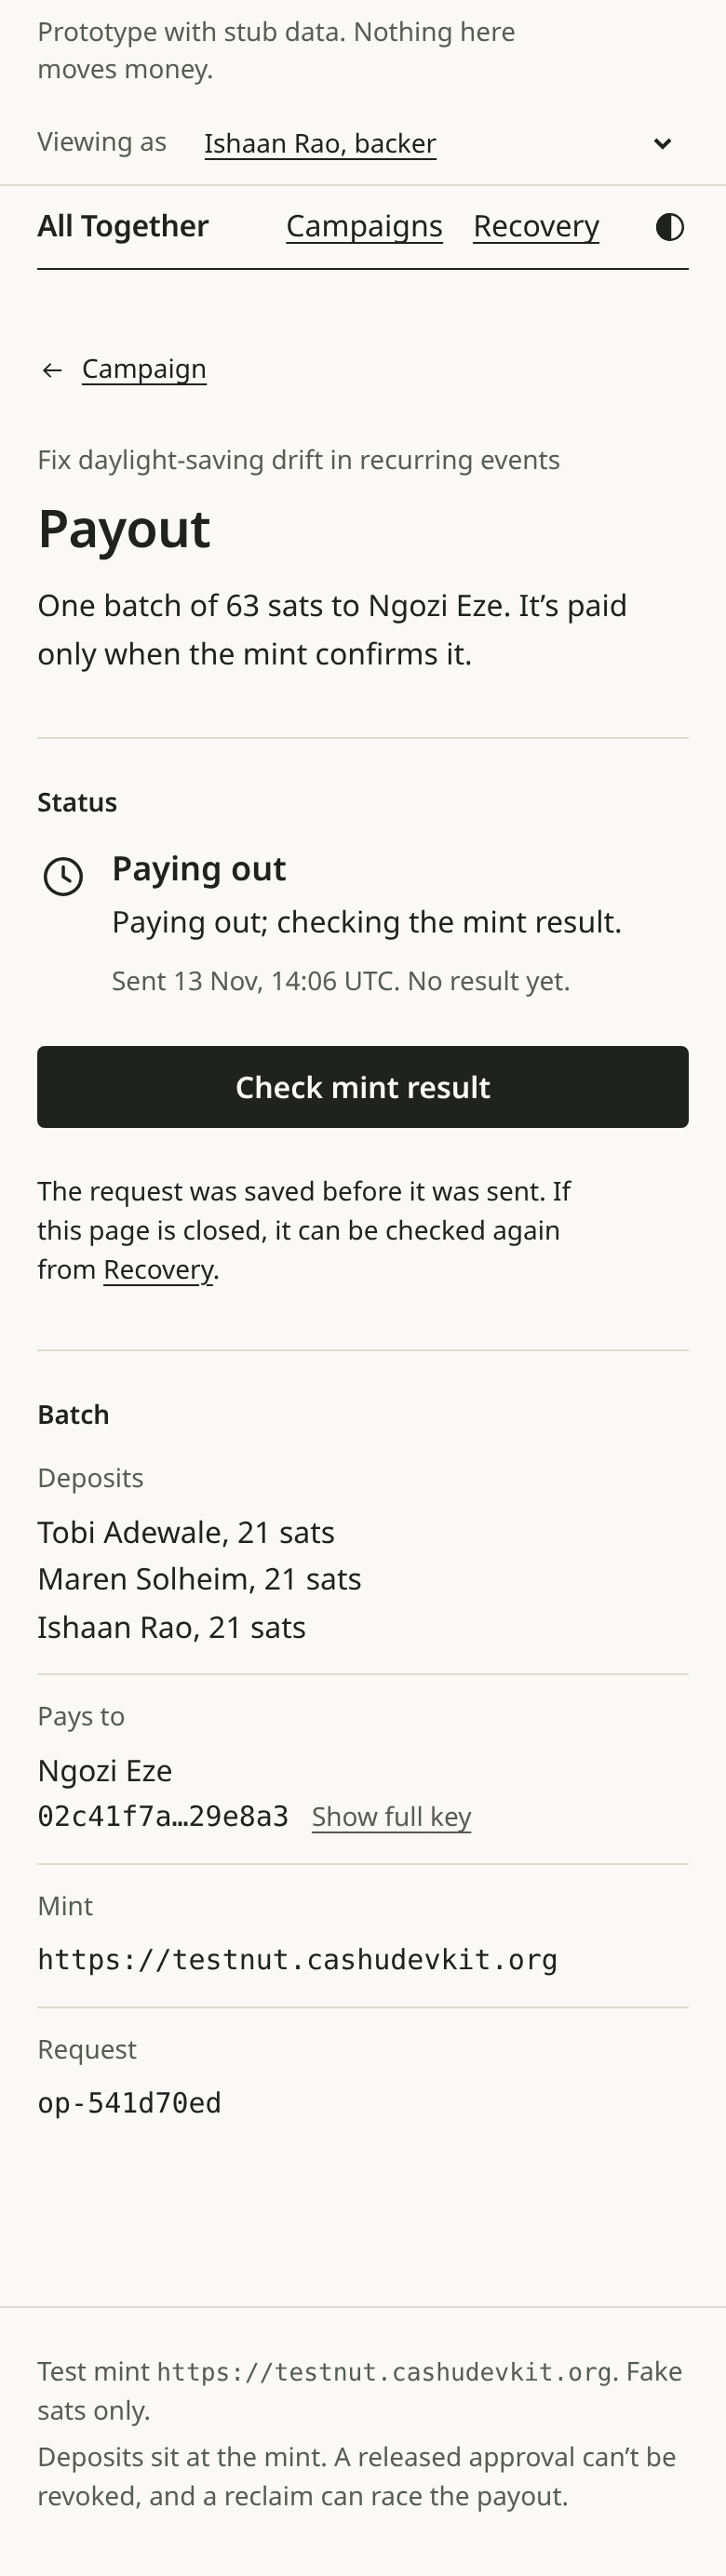 Prototype with stub data. Nothing here
moves money.
Viewing as Ishaan Rao, backer
All Together Campaigns Recovery
← Campaign
Fix daylight-saving drift in recurring events
Payout
One batch of 63 sats to Ngozi Eze. It’s paid
only when the mint confirms it.
Status
Paying out
Paying out; checking the mint result.
Sent 13 Nov, 14:06 UTC. No result yet.
Check mint result
The request was saved before it was sent. If
this page is closed, it can be checked again
from Recovery.
Batch
Deposits
Tobi Adewale, 21 sats
Maren Solheim, 21 sats
Ishaan Rao, 21 sats
Pays to
Ngozi Eze
02c41f7a…29e8a3 Show full key
Mint
https://testnut.cashudevkit.org
Request
op-541d70ed
Test mint https://testnut.cashudevkit.org. Fake
sats only.
Deposits sit at the mint. A released approval can’t be
revoked, and a reclaim can race the payout.